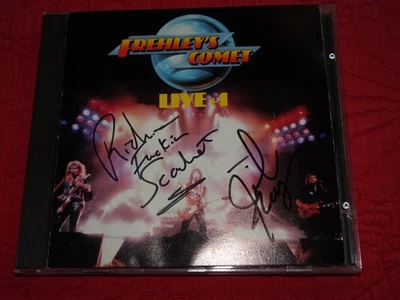 FREHLEY'S
COMET
LIVE+1
Richie
Fuckin
Scarlet